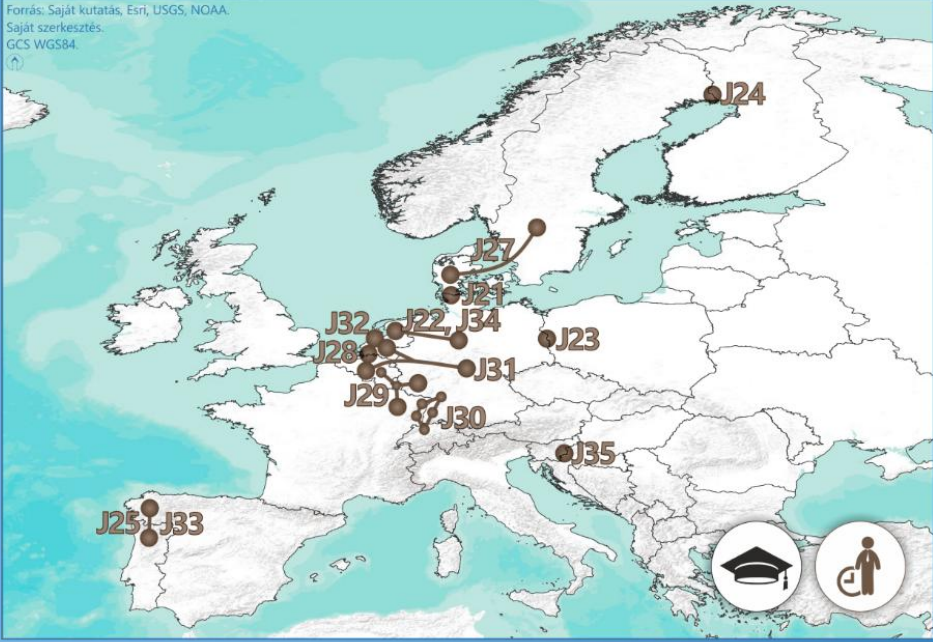 Forrás: Saját kutatás, Esri, USGS, NOAA.
Saját szerkesztés.
GCS WGS84.
J24
J27
J21
J32
J22, J34
J28
J23
J31
J29
J30
J35
J25
J33